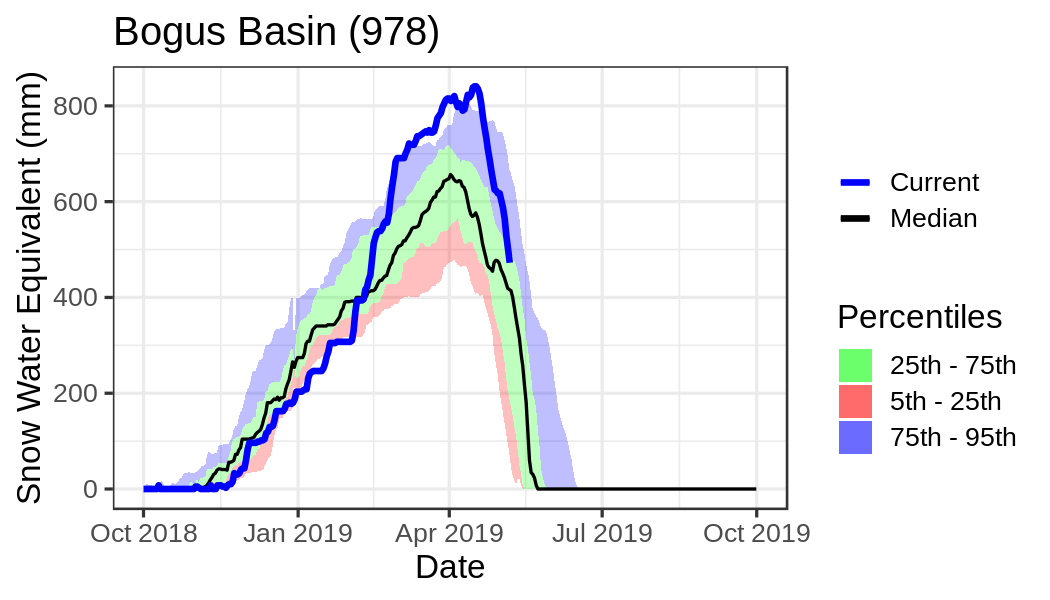 Bogus Basin (978)
Snow Water Equivalent (mm)
800
600
400
200
0
Oct 2018
Jan 2019
Apr 2019
Jul 2019
Oct 2019
Date
Current
Median
Percentiles
25th - 75th
5th - 25th
75th - 95th